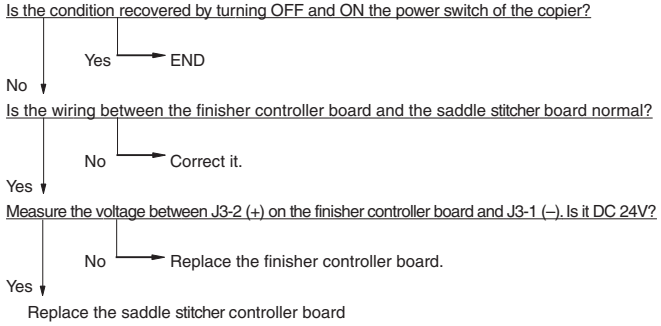 Is the condition recovered by turning OFF and ON the power switch of the copier?
Yes
END
No
Is the wiring between the finisher controller board and the saddle stitcher board normal?
No
Correct it.
Yes
Measure the voltage between J3-2 (+) on the finisher controller board and J3-1 (–). Is it DC 24V?
No
Replace the finisher controller board.
Yes
Replace the saddle stitcher controller board